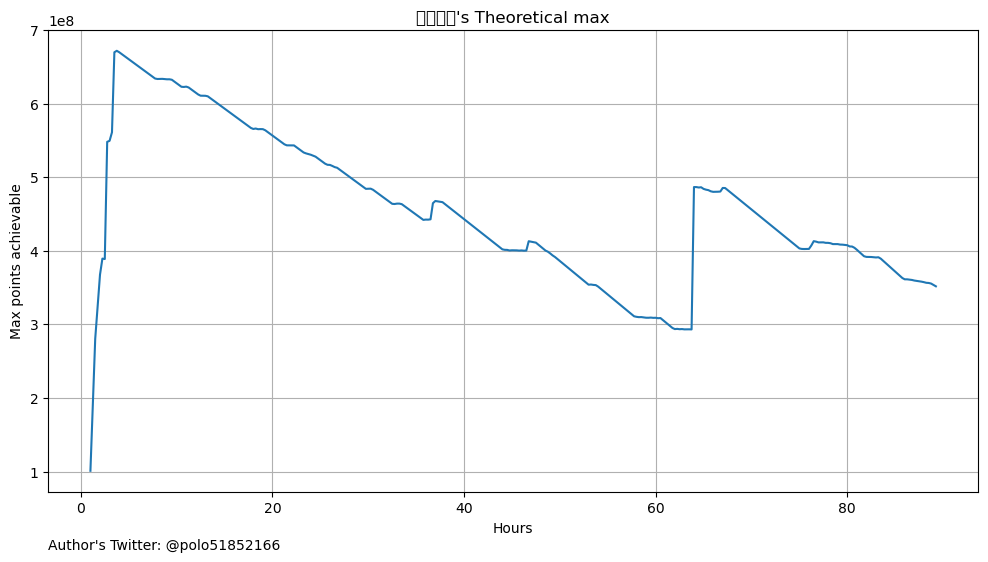 's Theoretical max
1e8
7
6
5
4
3
2
1
Max points achievable
0 20 40 60 80
Hours
Author's Twitter: @polo51852166